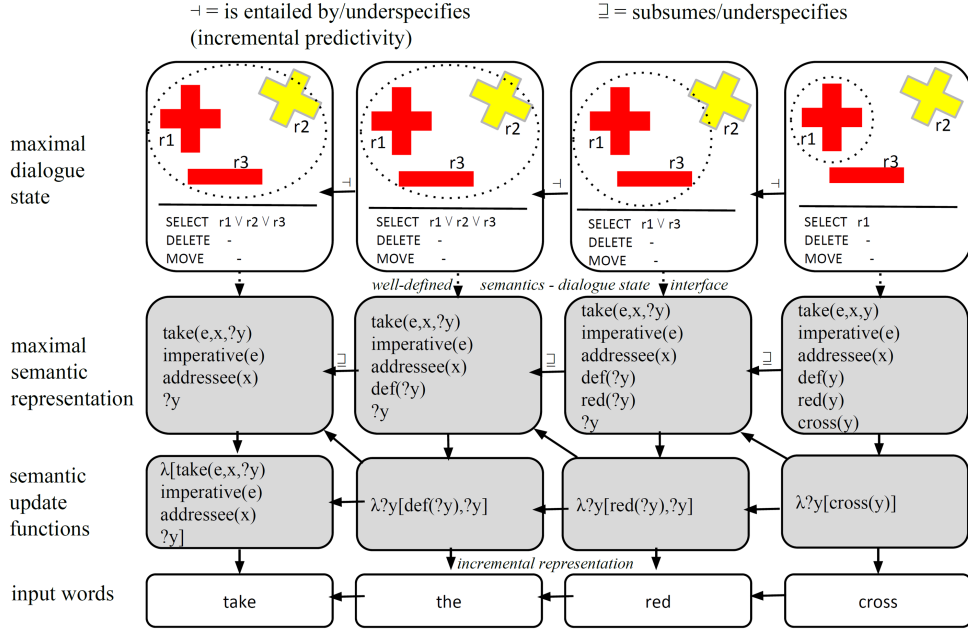 ⊣ = is entailed by/underspecifies
(incremental predictivity)
⊒ = subsumes/underspecifies
maximal
dialogue
state
r1
r2
r3
SELECT r1 ∨ r2 ∨ r3
DELETE -
MOVE -
⊣
r1
r2
r3
SELECT r1 ∨ r2 ∨ r3
DELETE -
MOVE -
⊣
r1
r2
r3
SELECT r1 ∨ r3
DELETE -
MOVE -
⊣
r1
r2
r3
SELECT r1
DELETE -
MOVE -
well-defined semantics - dialogue state interface
maximal
semantic
representation
take(e,x,?y)
imperative(e)
addressee(x)
?y
⊒
take(e,x,?y)
imperative(e)
addressee(x)
def(?y)
?y
⊒
take(e,x,?y)
imperative(e)
addressee(x)
def(?y)
red(?y)
?y
⊒
take(e,x,y)
imperative(e)
addressee(x)
def(y)
red(y)
cross(y)
semantic
update
functions
λ[take(e,x,?y)
imperative(e)
addressee(x)
?y]
λ?y[def(?y),?y]
λ?y[red(?y),?y]
λ?y[cross(y)]
incremental representation
input words
take
the
red
cross